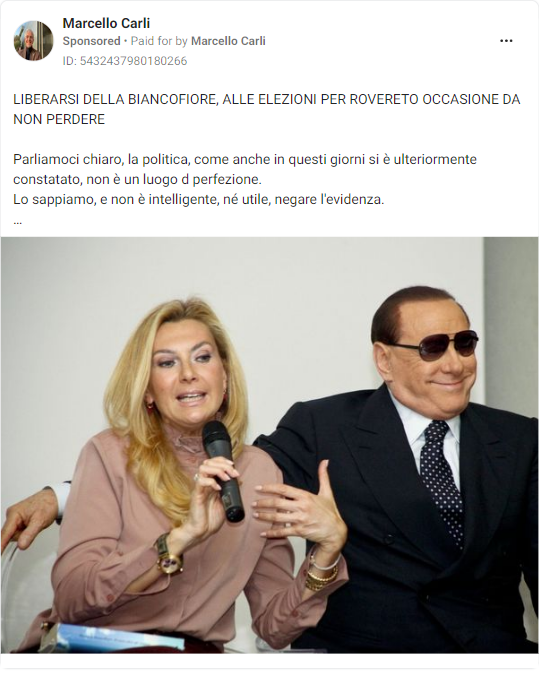 Marcello Carli
Sponsored • Paid for by Marcello Carli
ID: 5432437980180266
LIBERARSI DELLA BIANCOFIORE, ALLE ELEZIONI PER ROVERETO OCCASIONE DA
NON PERDERE
Parliamoci chiaro, la politica, come anche in questi giorni si è ulteriormente
constatato, non è un luogo d perfezione.
Lo sappiamo, e non è intelligente, né utile, negare l'evidenza.
...